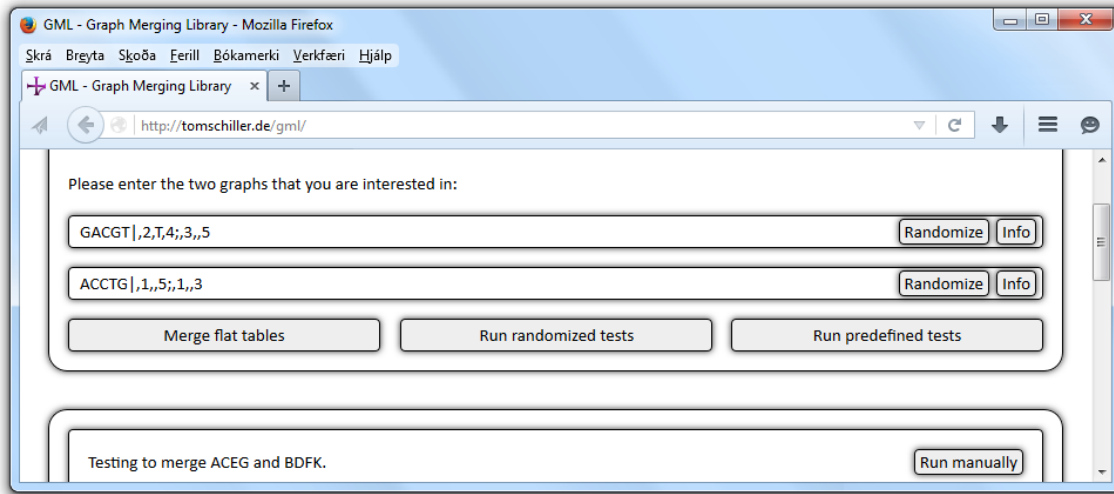 GML - Graph Merging Library - Mozilla Firefox
Skrá Breyta Skoða Ferill Bókamerki Verkfæri Hjálp
GML - Graph Merging Library × +
http://tomschiller.de/gml/
Please enter the two graphs that you are interested in:
GACGT|,2,T,4;,3,,5 Randomize Info
ACCTG|,1,,5;,1,,3 Randomize Info
Merge flat tables Run randomized tests Run predefined tests
Testing to merge ACEG and BDFK. Run manually